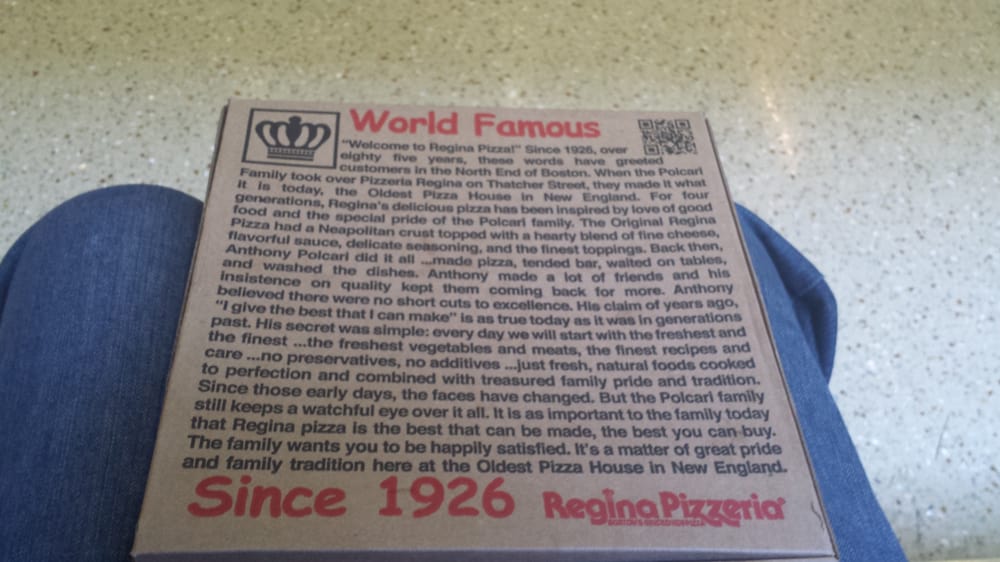 World Famous
"Welcome to Regina Pizza!" Since 1926, over
eighty five years, these words have greeted
customers in the North End of Boston. When the Polcari
Family took over Pizzeria Regina on Thatcher Street, they made it what
it is today, the Oldest Pizza House in New England. For four
generations, Regina's delicious pizza has been inspired by love of good
food and the special pride of the Polcari family. The Original Regina
Pizza had a Neapolitan crust topped with a hearty blend of fine cheese,
flavorful sauce, delicate seasoning, and the finest toppings. Back then,
Anthony Polcari did it all ...made pizza, tended bar, waited on tables,
and washed the dishes. Anthony made a lot of friends and his
insistence on quality kept them coming back for more. Anthony
believed there were no short cuts to excellence. His claim of years ago,
"I give the best that I can make" is as true today as it was in generations
past. His secret was simple: every day we will start with the freshest and
the finest ...the freshest vegetables and meats, the finest recipes and
care ...no preservatives, no additives ...just fresh, natural foods cooked
to perfection and combined with treasured family pride and tradition.
Since those early days, the faces have changed. But the Polcari family
still keeps a watchful eye over it all. It is as important to the family today
that Regina pizza is the best that can be made, the best you can buy.
The family wants you to be happily satisfied. It's a matter of great pride
and family tradition here at the Oldest Pizza House in New England.
Since 1926
Regina Pizzeria